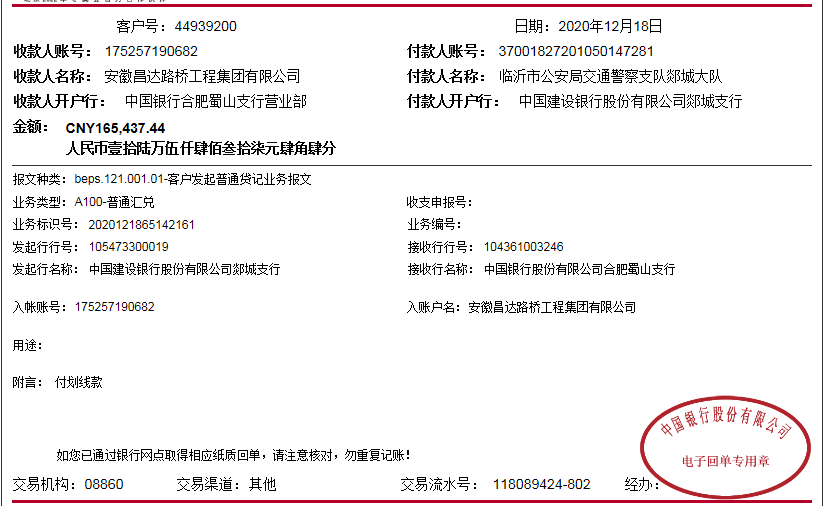 客户号：44939200 日期：2020年12月18日
收款人账号：175257190682 付款人账号：37001827201050147281
收款人名称：安徽昌达路桥工程集团有限公司 付款人名称：临沂市公安局交通警察支队郯城大队
收款人开户行：中国银行合肥蜀山支行营业部 付款人开户行：中国建设银行股份有限公司郯城支行
金额：CNY165,437.44
人民币壹拾陆万伍仟肆佰叁拾柒元肆角肆分
报文种类：beps.121.001.01-客户发起普通贷记业务报文
业务类型：A100-普通汇兑 收支申报号：
业务标识号：2020121865142161 业务编号：
发起行行号：105473300019 接收行行号：104361003246
发起行名称：中国建设银行股份有限公司郯城支行 接收行名称：中国银行股份有限公司合肥蜀山支行
入帐账号：175257190682 入账户名：安徽昌达路桥工程集团有限公司
用途：
附言：付划线款
中国银行股份有限公司
电子回单专用章
如您已通过银行网点取得相应纸质回单，请注意核对，勿重复记账！
交易机构：08860 交易渠道：其他 交易流水号：118089424-802 经办：